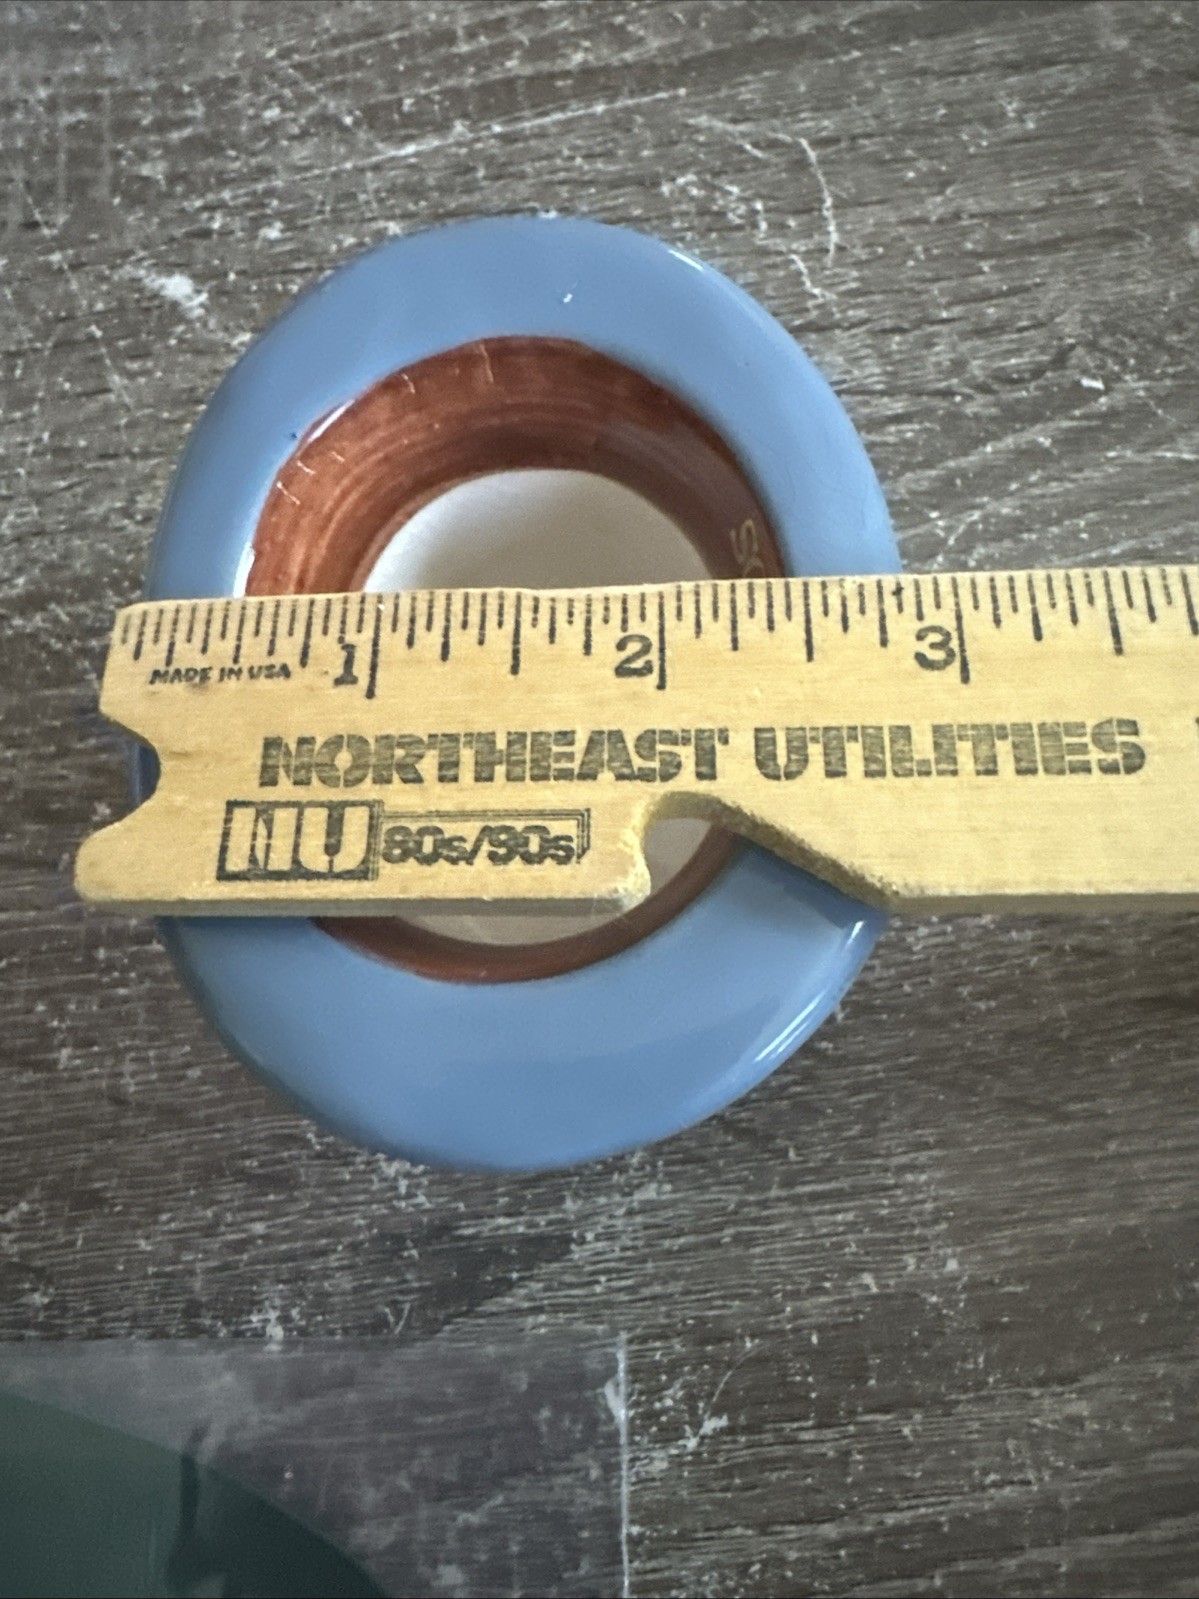 1 2 3
MADE IN USA
NORTHEAST UTILITIES
NU 80s/90s